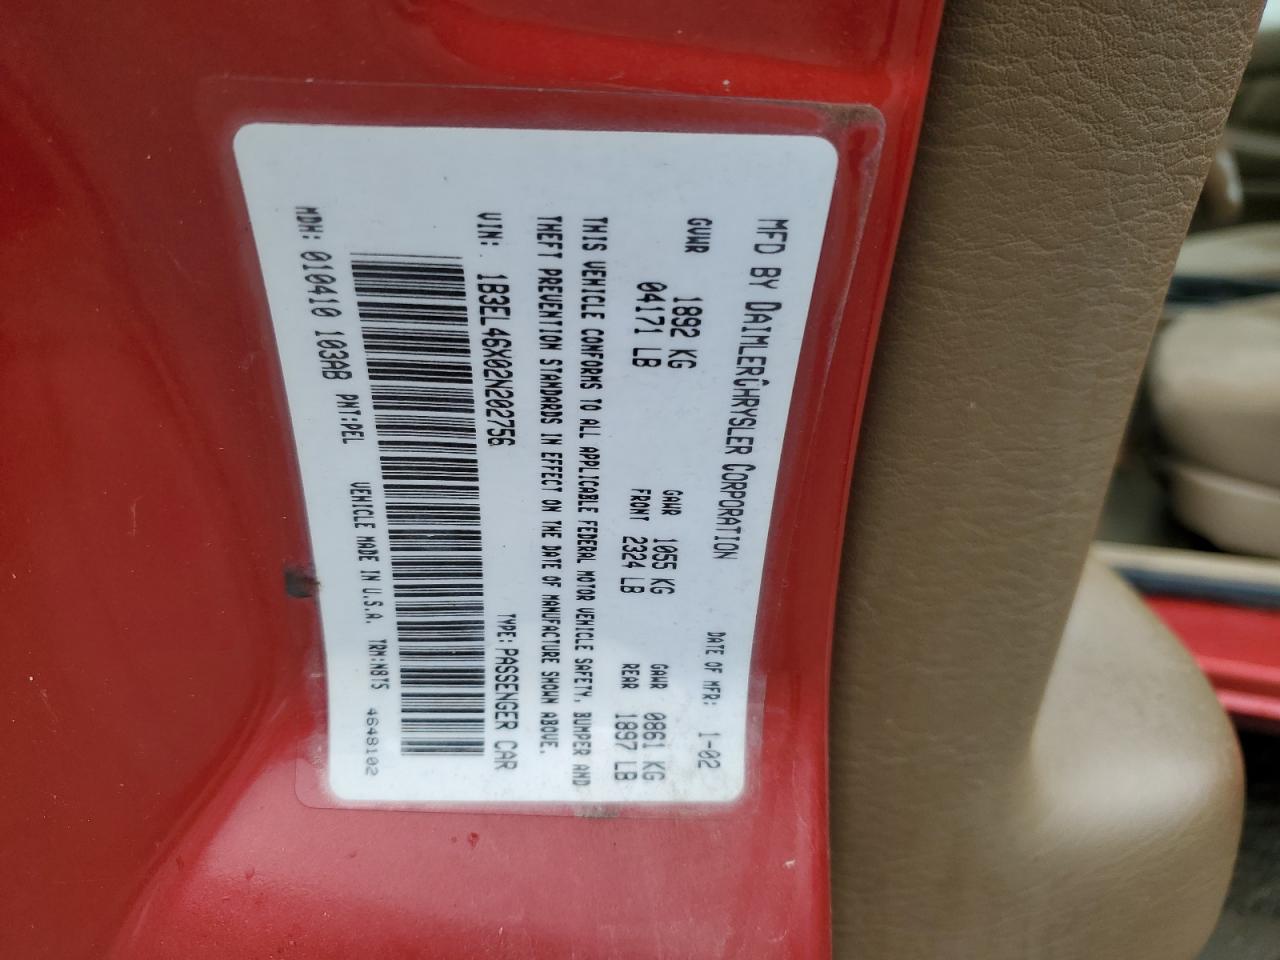 MFD BY DAIMLERCHRYSLER CORPORATION DATE OF MFR: 1-02
GVWR 1892 KG GAWR 1055 KG GAWR 0861 KG
04171 LB FRONT 2324 LB REAR 1897 LB
THIS VEHICLE CONFORMS TO ALL APPLICABLE FEDERAL MOTOR VEHICLE SAFETY, BUMPER AND
THEFT PREVENTION STANDARDS IN EFFECT ON THE DATE OF MANUFACTURE SHOWN ABOVE.
VIN: 1B3EL46X02N202756 TYPE: PASSENGER CAR
MDH: 010410 103AB PNT:PEL VEHICLE MADE IN U.S.A. TRM:N8T5 4648102